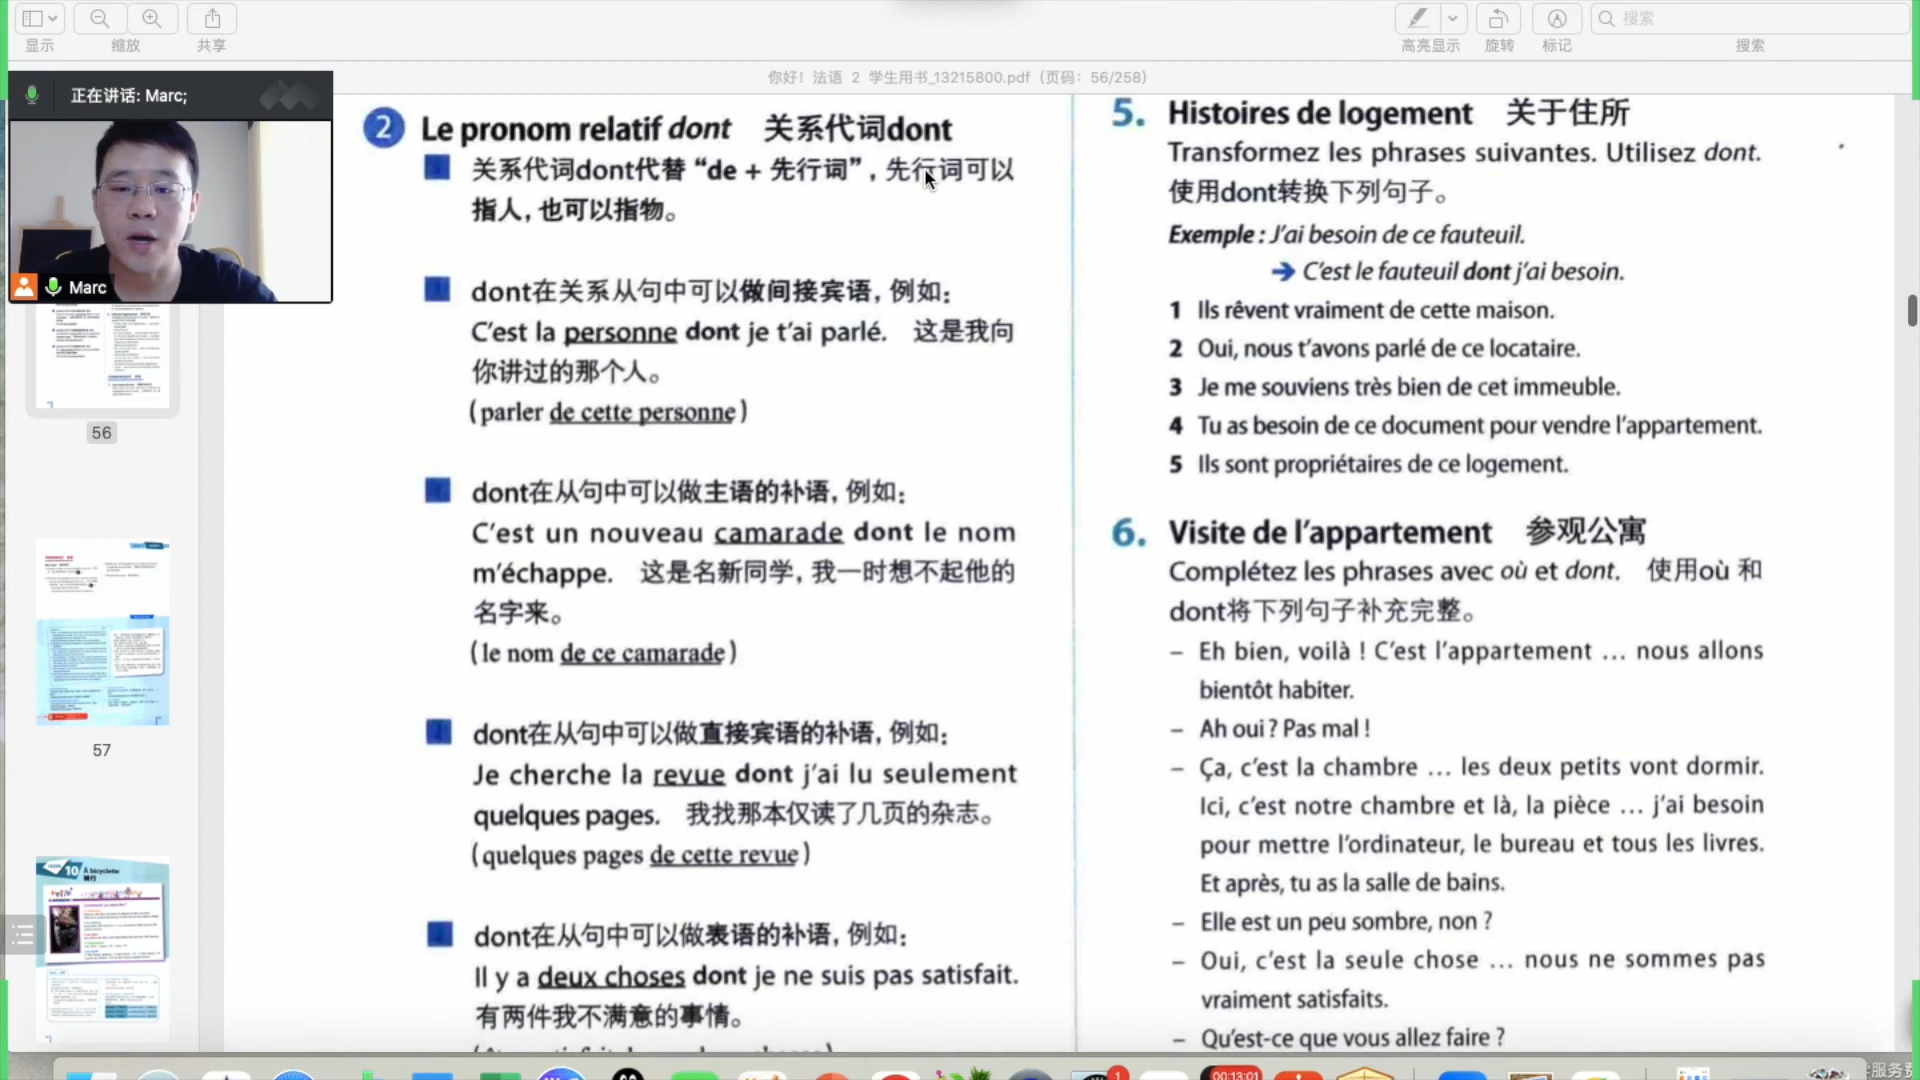 显示
缩放
共享
高亮显示
旋转
标记
搜索
搜索
你好！法语 2 学生用书_13215800.pdf（页码：56/258）
正在讲话: Marc;
Marc
56
57
10 À bicyclette
骑行
2 Le pronom relatif dont 关系代词dont
关系代词dont代替 “de + 先行词”，先行词可以
指人，也可以指物。
dont在关系从句中可以做间接宾语，例如：
C’est la personne dont je t’ai parlé. 这是我向
你讲过的那个人。
( parler de cette personne )
dont在从句中可以做主语的补语，例如：
C’est un nouveau camarade dont le nom
m’échappe. 这是名新同学，我一时想不起他的
名字来。
( le nom de ce camarade )
dont在从句中可以做直接宾语的补语，例如：
Je cherche la revue dont j’ai lu seulement
quelques pages. 我找那本仅读了几页的杂志。
( quelques pages de cette revue )
dont在从句中可以做表语的补语，例如：
Il y a deux choses dont je ne suis pas satisfait.
有两件我不满意的事情。
5. Histoires de logement 关于住所
Transformez les phrases suivantes. Utilisez dont.
使用dont转换下列句子。
Exemple : J’ai besoin de ce fauteuil.
➔ C’est le fauteuil dont j’ai besoin.
1 Ils rêvent vraiment de cette maison.
2 Oui, nous t’avons parlé de ce locataire.
3 Je me souviens très bien de cet immeuble.
4 Tu as besoin de ce document pour vendre l’appartement.
5 Ils sont propriétaires de ce logement.
6. Visite de l’appartement 参观公寓
Complétez les phrases avec où et dont. 使用où 和
dont将下列句子补充完整。
– Eh bien, voilà ! C’est l’appartement … nous allons
bientôt habiter.
– Ah oui ? Pas mal !
– Ça, c’est la chambre … les deux petits vont dormir.
Ici, c’est notre chambre et là, la pièce … j’ai besoin
pour mettre l’ordinateur, le bureau et tous les livres.
Et après, tu as la salle de bains.
– Elle est un peu sombre, non ?
– Oui, c’est la seule chose … nous ne sommes pas
vraiment satisfaits.
– Qu’est-ce que vous allez faire ?
1
00:13:01
服务费